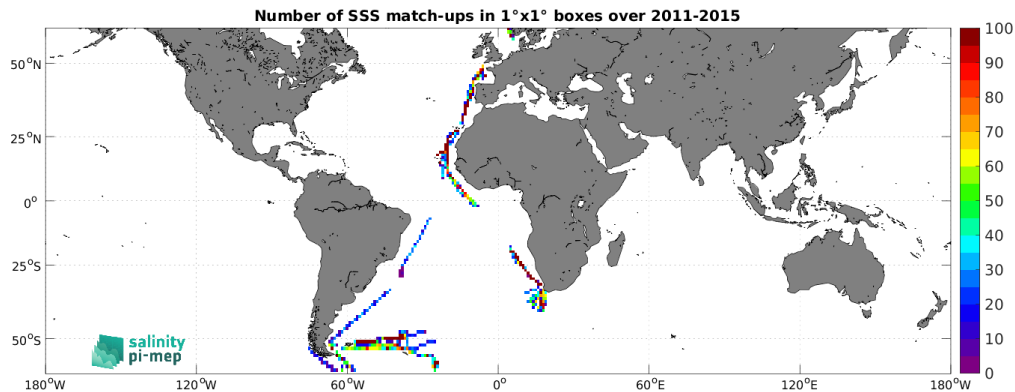 Number of SSS match-ups in 1°x1° boxes over 2011-2015
50°N
25°N
0°
25°S
50°S
180°W
120°W
60°W
0°
60°E
120°E
180°W
100
90
80
70
60
50
40
30
20
10
0
salinity
pi-mep